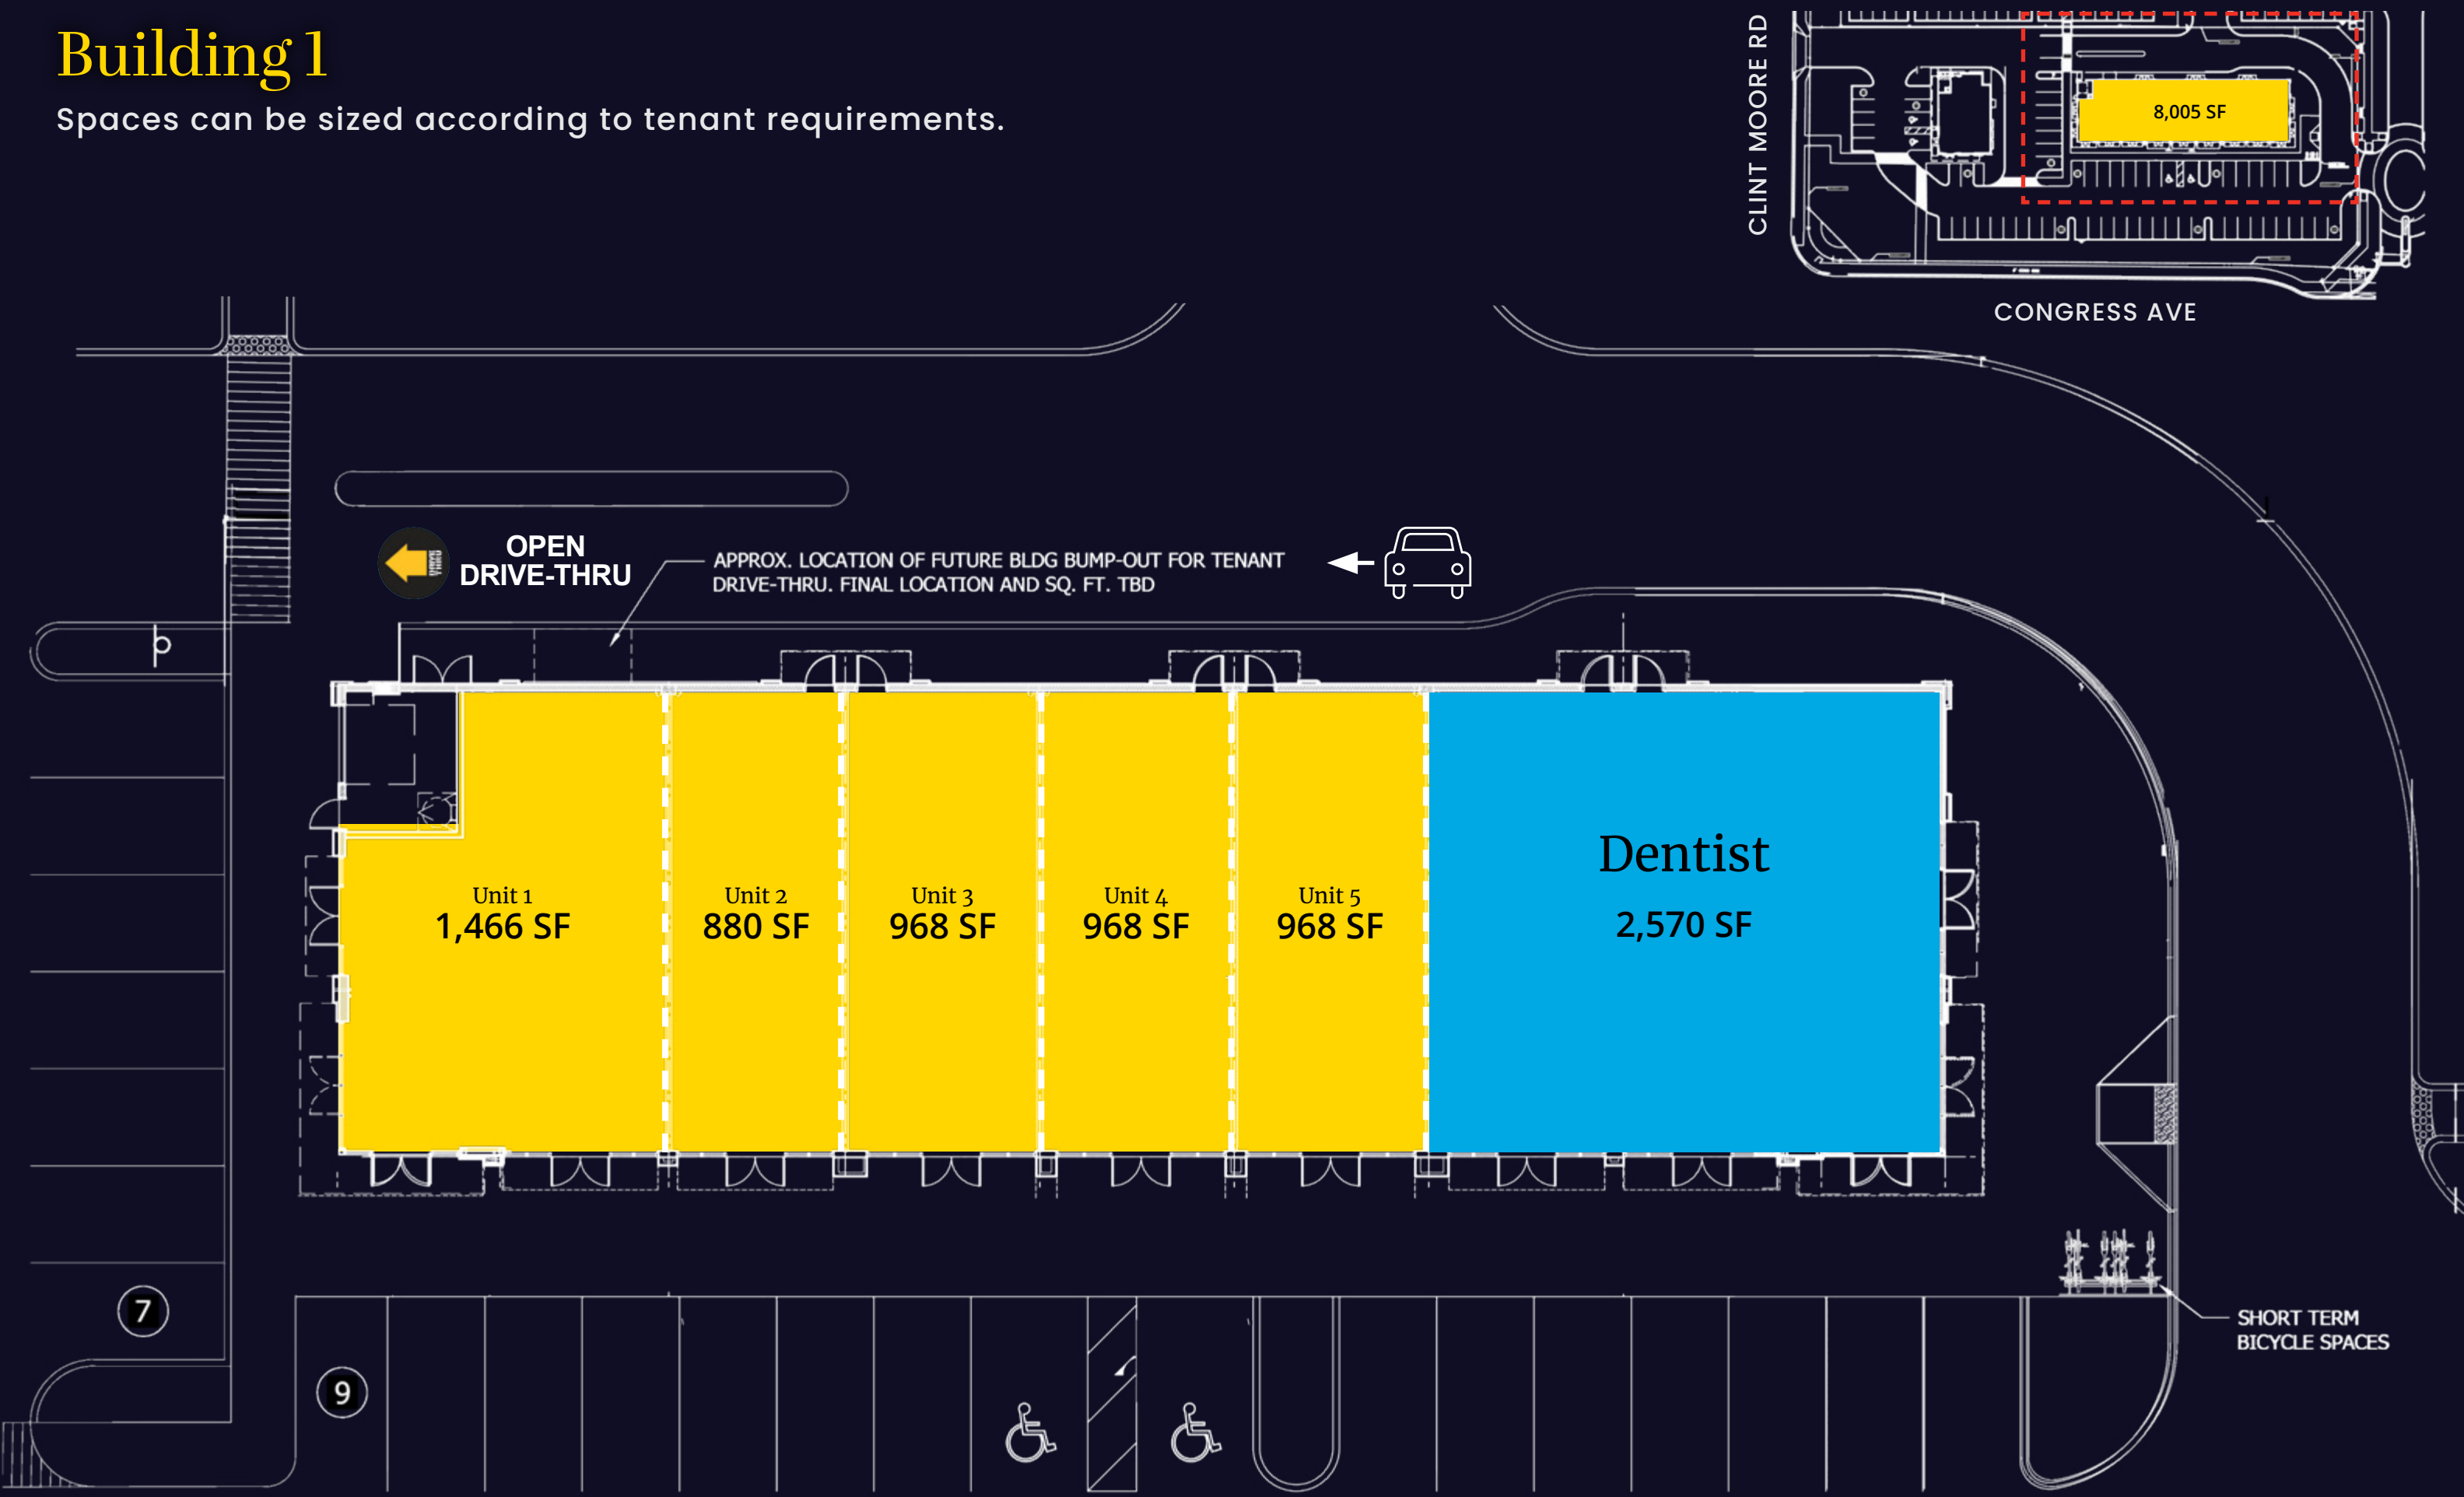 Building 1
Spaces can be sized according to tenant requirements.
CLINT MOORE RD
8,005 SF
CONGRESS AVE
OPEN
DRIVE-THRU
DRIVE
THRU
APPROX. LOCATION OF FUTURE BLDG BUMP-OUT FOR TENANT
DRIVE-THRU. FINAL LOCATION AND SQ. FT. TBD
Unit 1
1,466 SF
Unit 2
880 SF
Unit 3
968 SF
Unit 4
968 SF
Unit 5
968 SF
Dentist
2,570 SF
7
9
SHORT TERM
BICYCLE SPACES